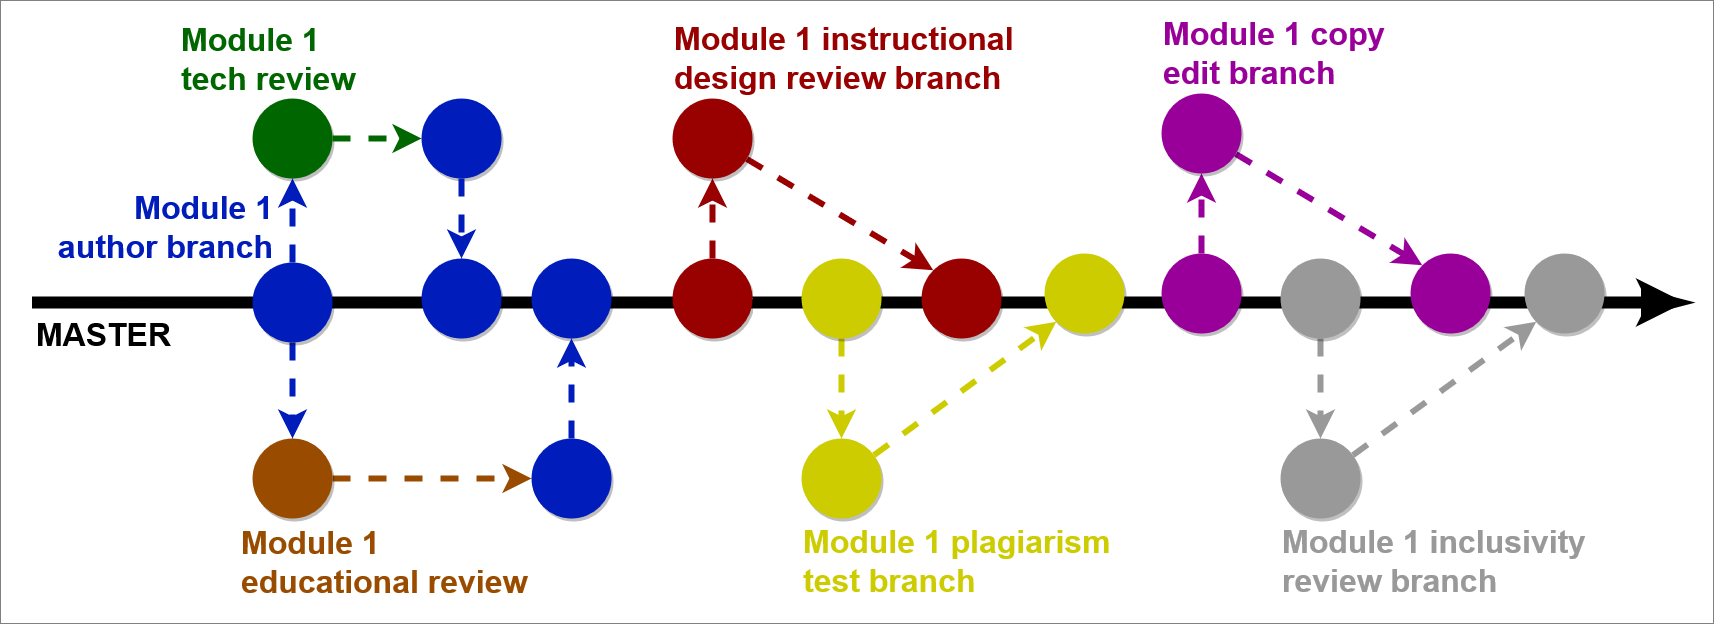 Module 1
tech review
Module 1 instructional
design review branch
Module 1 copy
edit branch
Module 1
author branch
MASTER
Module 1
educational review
Module 1 plagiarism
test branch
Module 1 inclusivity
review branch